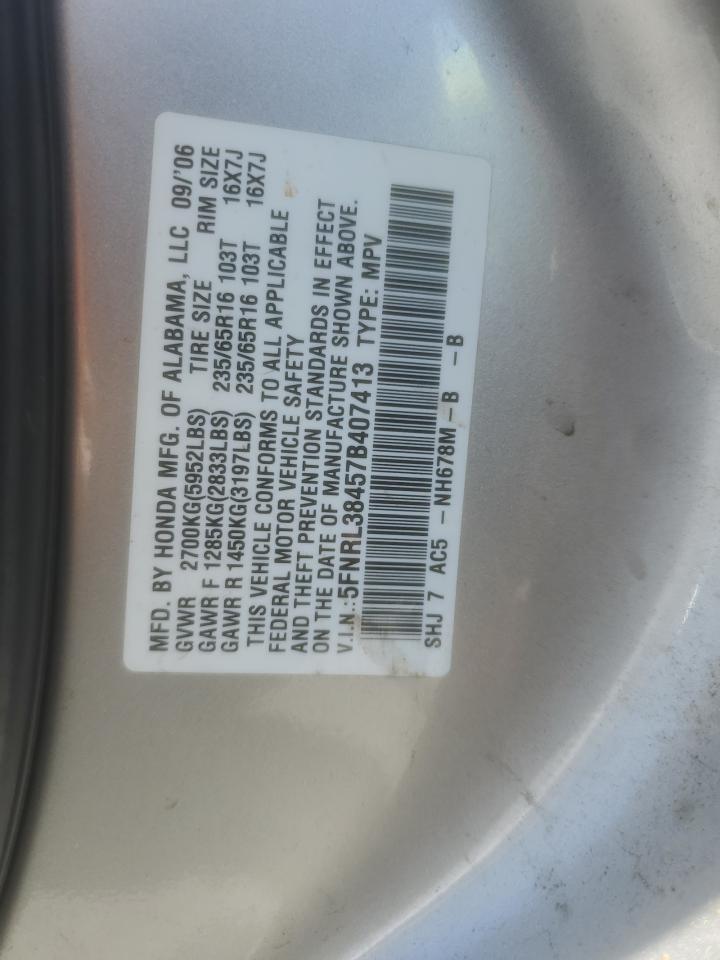 MFD. BY HONDA MFG. OF ALABAMA, LLC 09/'06
GVWR 2700KG(5952LBS) TIRE SIZE RIM SIZE
GAWR F 1285KG(2833LBS) 235/65R16 103T 16X7J
GAWR R 1450KG(3197LBS) 235/65R16 103T 16X7J
THIS VEHICLE CONFORMS TO ALL APPLICABLE
FEDERAL MOTOR VEHICLE SAFETY
AND THEFT PREVENTION STANDARDS IN EFFECT
ON THE DATE OF MANUFACTURE SHOWN ABOVE.
V.I.N.:5FNRL38457B407413 TYPE: MPV
SHJ 7 AC5 -NH678M-B -B